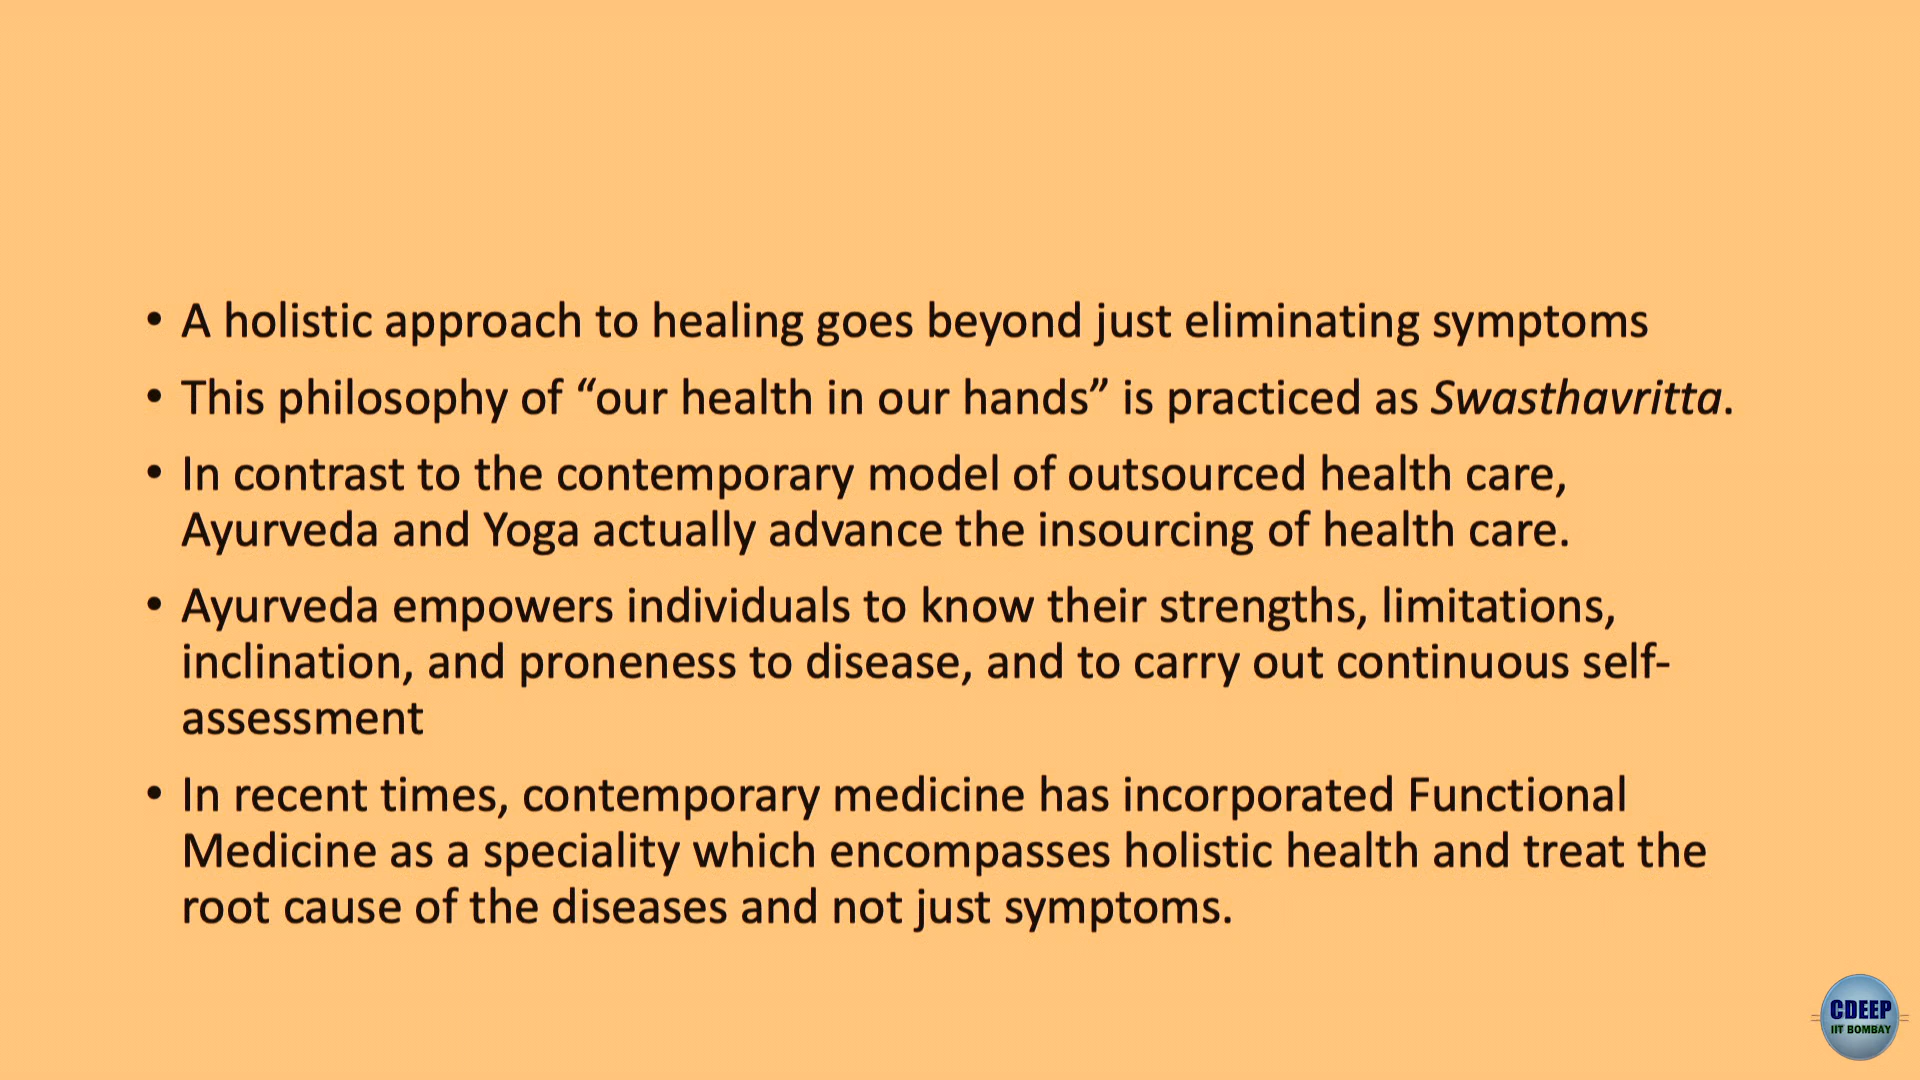 • A holistic approach to healing goes beyond just eliminating symptoms
• This philosophy of “our health in our hands” is practiced as Swasthavritta.
• In contrast to the contemporary model of outsourced health care,
Ayurveda and Yoga actually advance the insourcing of health care.
• Ayurveda empowers individuals to know their strengths, limitations,
inclination, and proneness to disease, and to carry out continuous self-
assessment
• In recent times, contemporary medicine has incorporated Functional
Medicine as a speciality which encompasses holistic health and treat the
root cause of the diseases and not just symptoms.
CDEEP
IIT BOMBAY